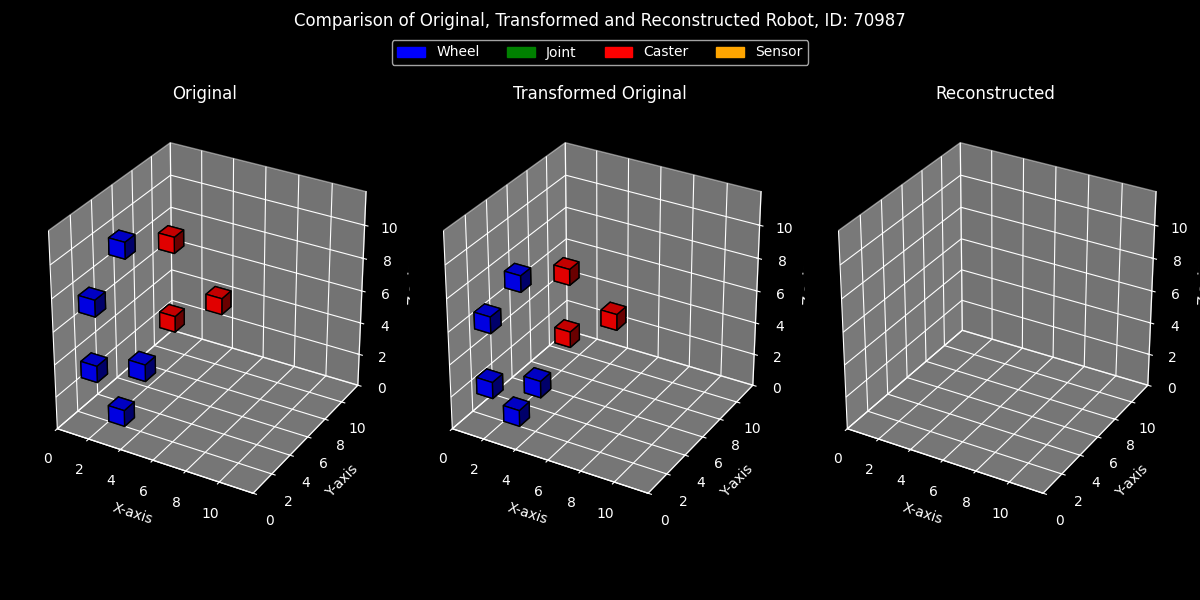 Comparison of Original, Transformed and Reconstructed Robot, ID: 70987
Wheel Joint Caster Sensor
Original Transformed Original Reconstructed
10 10 10
8 8 8
6 6 6
4 4 4
2 2 2
0 0 0
10 10 10
8 8 8
6 6 6
4 4 4
2 2 2
0 0 0
0 2 4 6 8 10 0 2 4 6 8 10 0 2 4 6 8 10
X-axis Y-axis X-axis Y-axis X-axis Y-axis